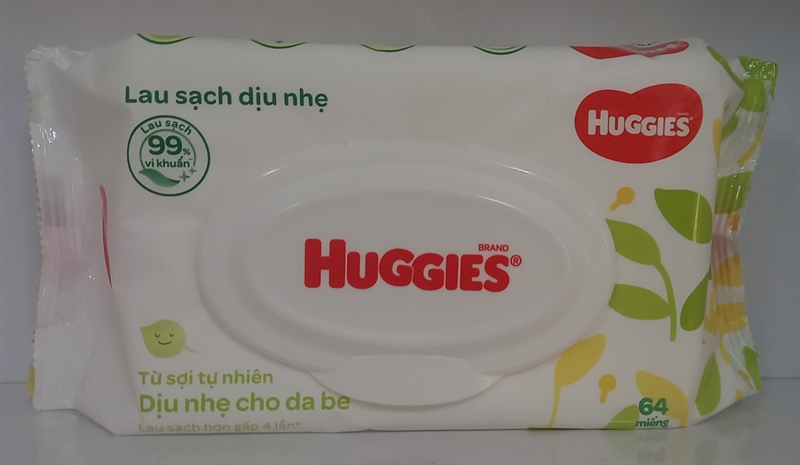 Lau sạch dịu nhẹ
Lau sạch
99%
vi khuẩn
HUGGIES
BRAND
HUGGIES®
Từ sợi tự nhiên
Dịu nhẹ cho da bé
Lau sạch hơn gấp 4 lần*
64
miếng